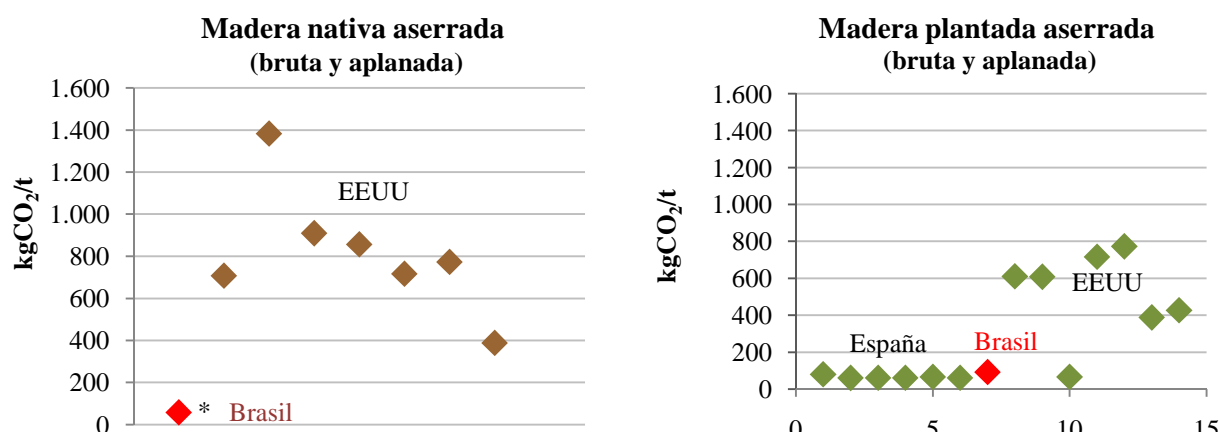 Madera nativa aserrada
(bruta y aplanada)
1.600
1.400
1.200
1.000
800
600
400
200
0
kgCO2/t
EEUU
* Brasil
Madera plantada aserrada
(bruta y aplanada)
1.600
1.400
1.200
1.000
800
600
400
200
0
kgCO2/t
EEUU
España
Brasil
0 5 10 15